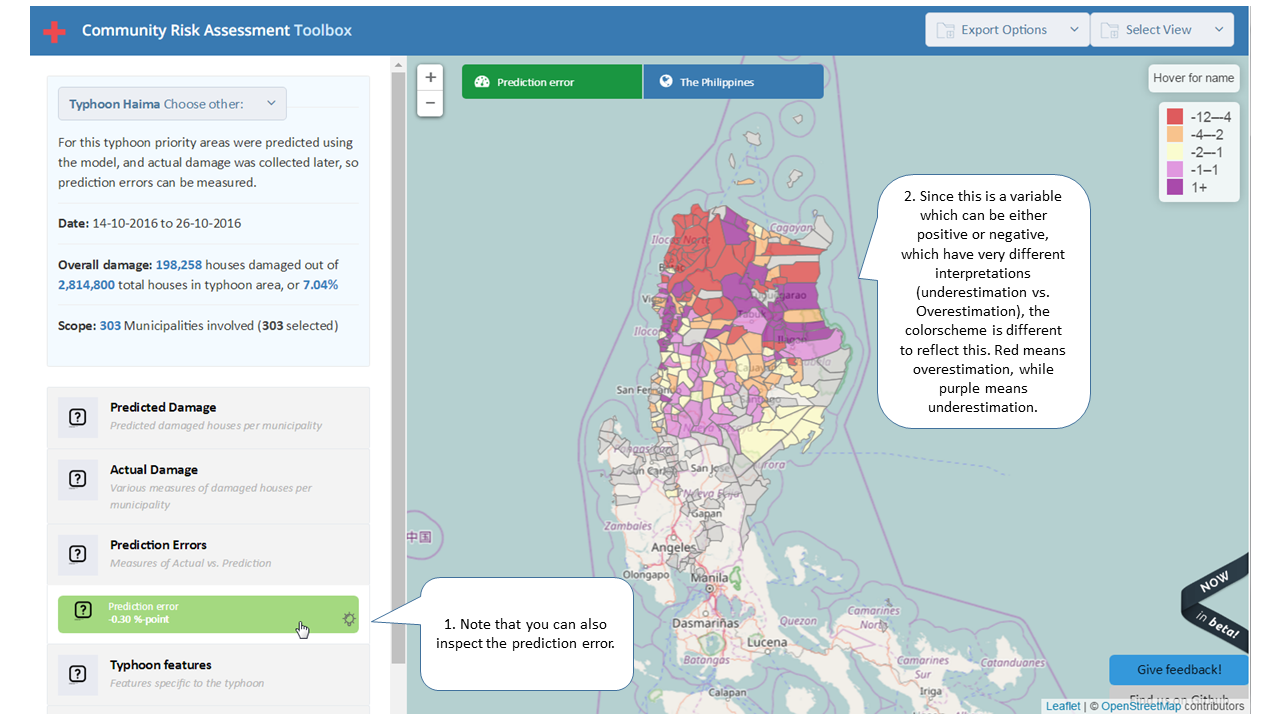 Community Risk Assessment Toolbox
Export Options
Select View
Typhoon Haima Choose other:
For this typhoon priority areas were predicted using
the model, and actual damage was collected later, so
prediction errors can be measured.
Date: 14-10-2016 to 26-10-2016
Overall damage: 198,258 houses damaged out of
2,814,800 total houses in typhoon area, or 7.04%
Scope: 303 Municipalities involved (303 selected)
Predicted Damage
Predicted damaged houses per municipality
Actual Damage
Various measures of damaged houses per
municipality
Prediction Errors
Measures of Actual vs. Prediction
Prediction error
-0.30 %-point
Typhoon features
Features specific to the typhoon
+
−
Prediction error
The Philippines
Hover for name
-12–-4
-4–-2
-2–-1
-1–1
1+
2. Since this is a variable
which can be either
positive or negative,
which have very different
interpretations
(underestimation vs.
Overestimation), the
colorscheme is different
to reflect this. Red means
overestimation, while
purple means
underestimation.
1. Note that you can also
inspect the prediction error.
Cagayan
Ilocos Norte
San Fernando
San Jose
Nueva Ecija
Gapan
Zambales
中国
Angeles
Olongapo
Manila
Dasmariñas
Quezon
Camarines
Norte
Lucena
Batangas
Camarines
Sur
Catanduanes
Calapan
Iriga
NOW
in beta!
Give feedback!
Find us on Github
Leaflet | © OpenStreetMap contributors